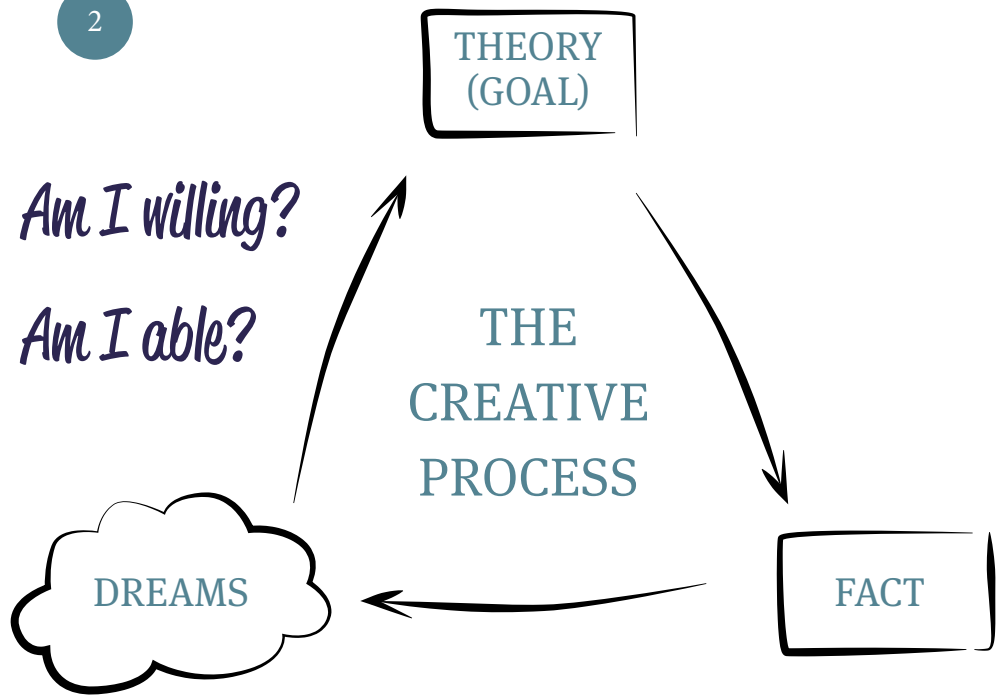 2
THEORY
(GOAL)
Am I willing?
Am I able?
THE
CREATIVE
PROCESS
DREAMS
FACT